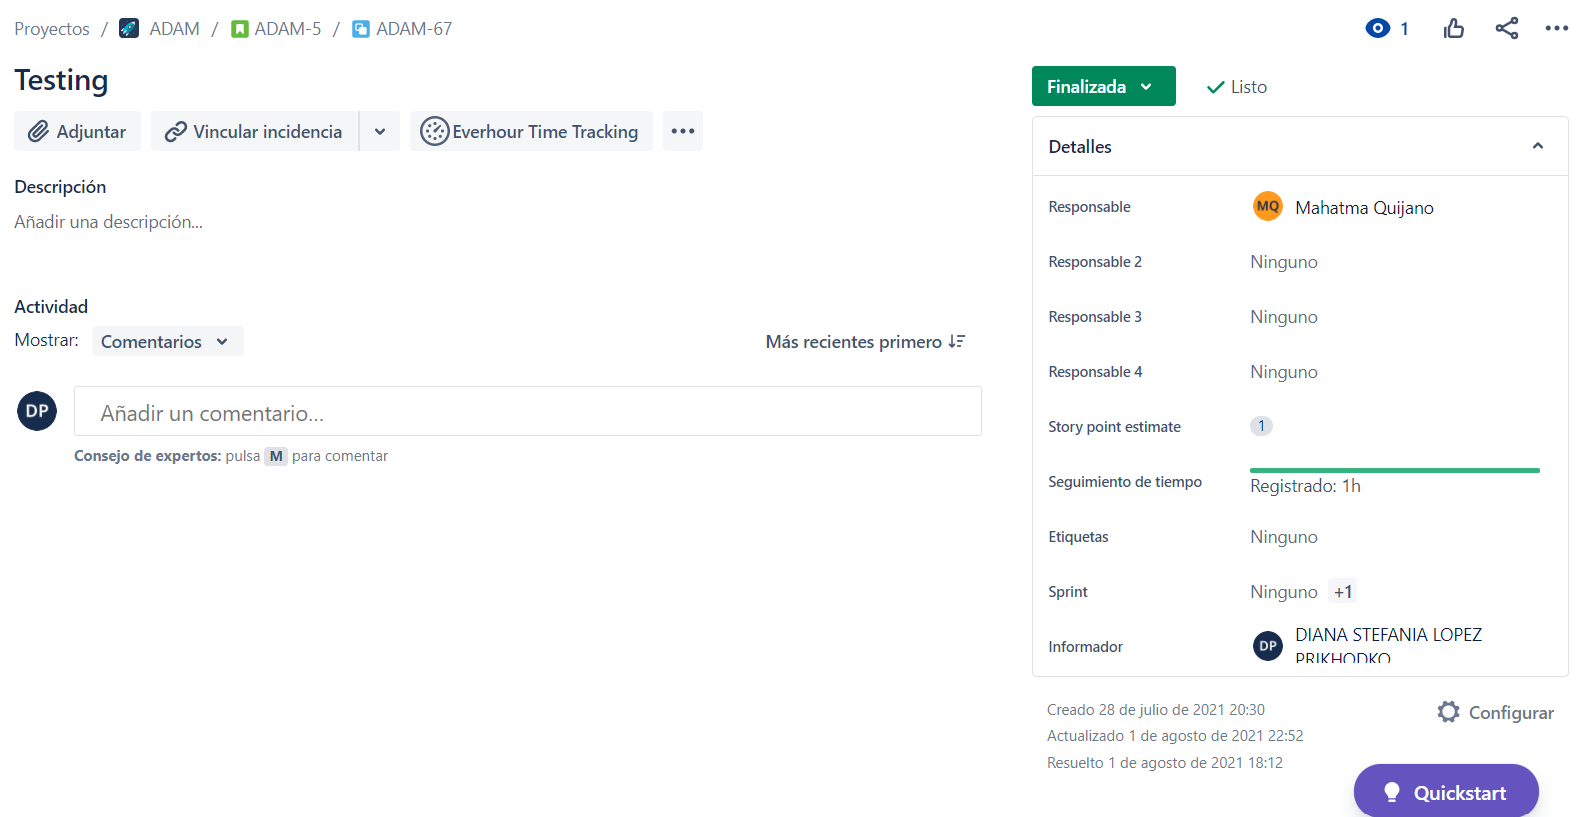 Proyectos / ADAM / ADAM-5 / ADAM-67
1
Testing
Adjuntar
Vincular incidencia
Everhour Time Tracking
Descripción
Añadir una descripción...
Actividad
Mostrar: Comentarios
Más recientes primero
DP
Añadir un comentario...
Consejo de expertos: pulsa M para comentar
Finalizada
Listo
Detalles
Responsable MQ Mahatma Quijano
Responsable 2 Ninguno
Responsable 3 Ninguno
Responsable 4 Ninguno
Story point estimate 1
Seguimiento de tiempo Registrado: 1h
Etiquetas Ninguno
Sprint Ninguno +1
Informador DP DIANA STEFANIA LOPEZ
PRIKHODKO
Creado 28 de julio de 2021 20:30
Actualizado 1 de agosto de 2021 22:52
Resuelto 1 de agosto de 2021 18:12
Configurar
Quickstart